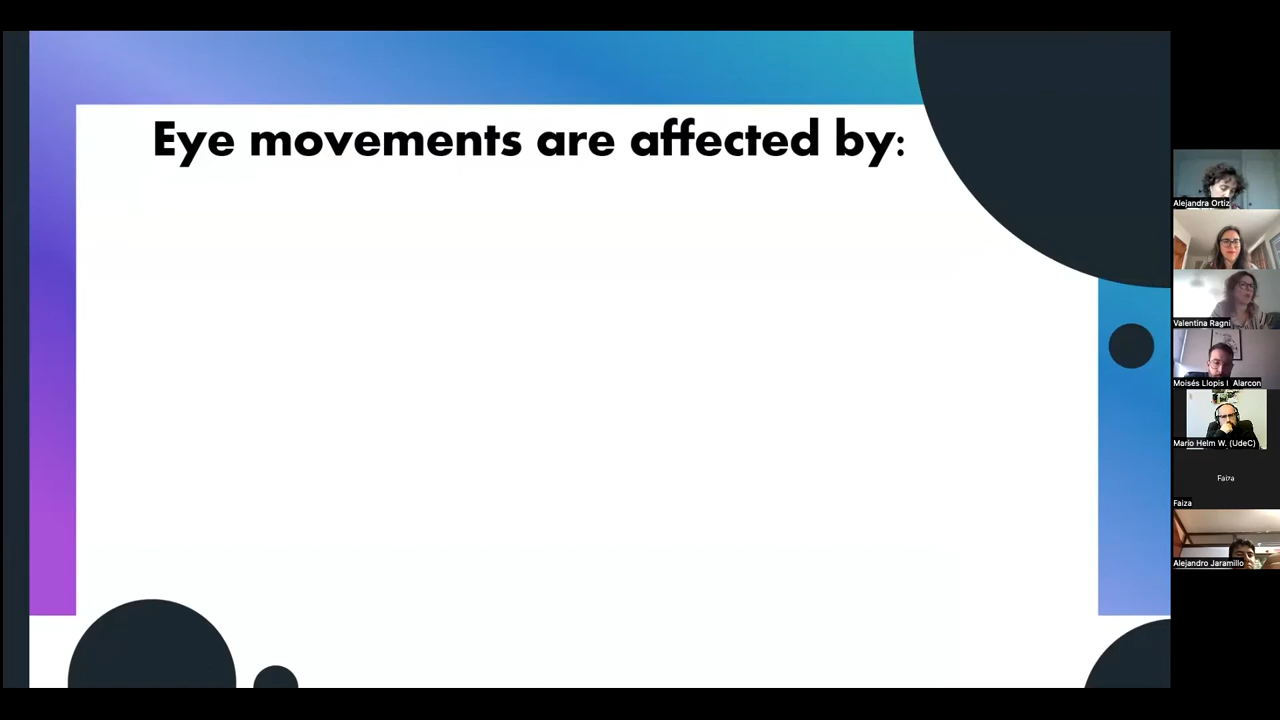 Eye movements are affected by:
Alejandra Ortiz
Valentina Ragni
Moisés Llopis I Alarcon
Mario Helm W. (UdeC)
Faiza
Faiza
Alejandro Jaramillo